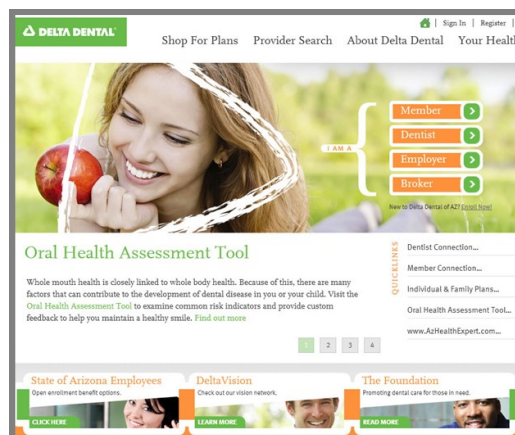 DELTA DENTAL
Sign In | Register |
Shop For Plans Provider Search About Delta Dental Your Healt
I AM A
Member
Dentist
Employer
Broker
New to Delta Dental of AZ? Enroll Now!
Oral Health Assessment Tool
Whole mouth health is closely linked to whole body health. Because of this, there are many
factors that can contribute to the development of dental disease in you or your child. Visit the
Oral Health Assessment Tool to examine common risk indicators and provide custom
feedback to help you maintain a healthy smile. Find out more
1 2 3 4
QUICKLINKS
Dentist Connection...
Member Connection...
Individual & Family Plans...
Oral Health Assessment Tool...
www.AzHealthExpert.com...
State of Arizona Employees
Open enrollment benefit options.
CLICK HERE
DeltaVision
Check out our vision network.
LEARN MORE
The Foundation
Promoting dental care for those in need.
READ MORE